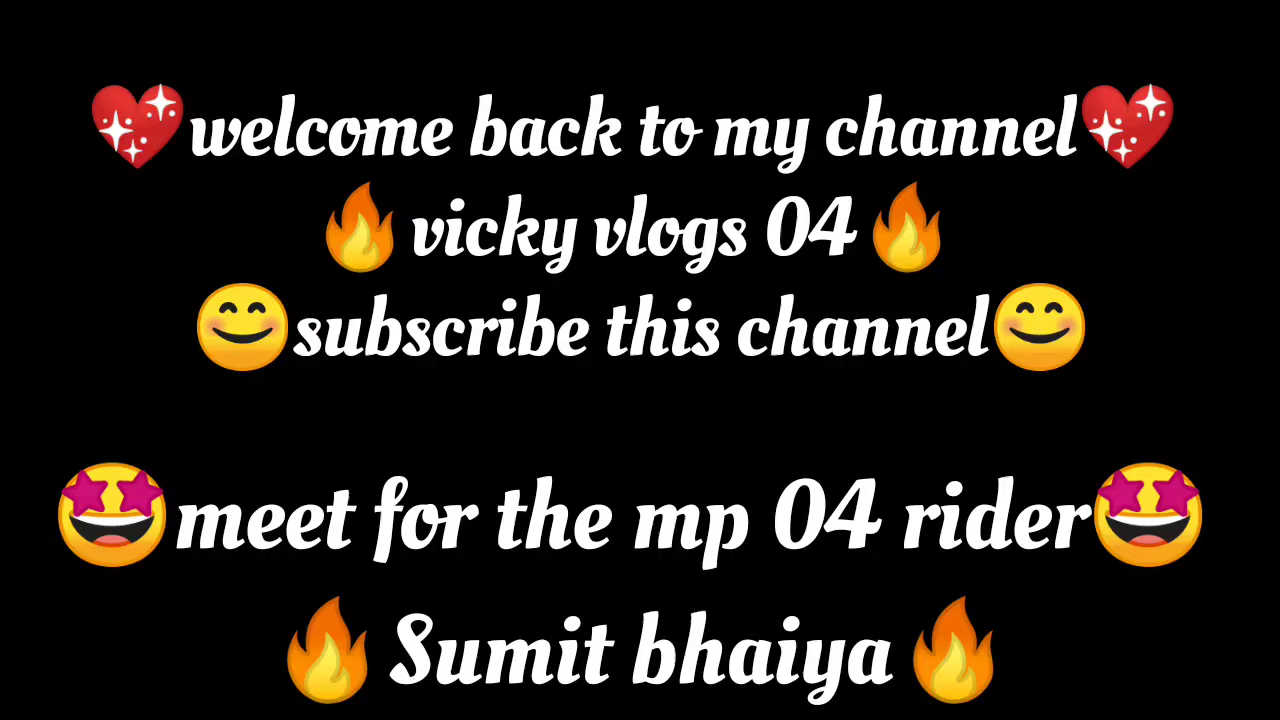 💖welcome back to my channel💖
🔥vicky vlogs 04🔥
😊subscribe this channel😊
🤩meet for the mp 04 rider🤩
🔥Sumit bhaiya🔥